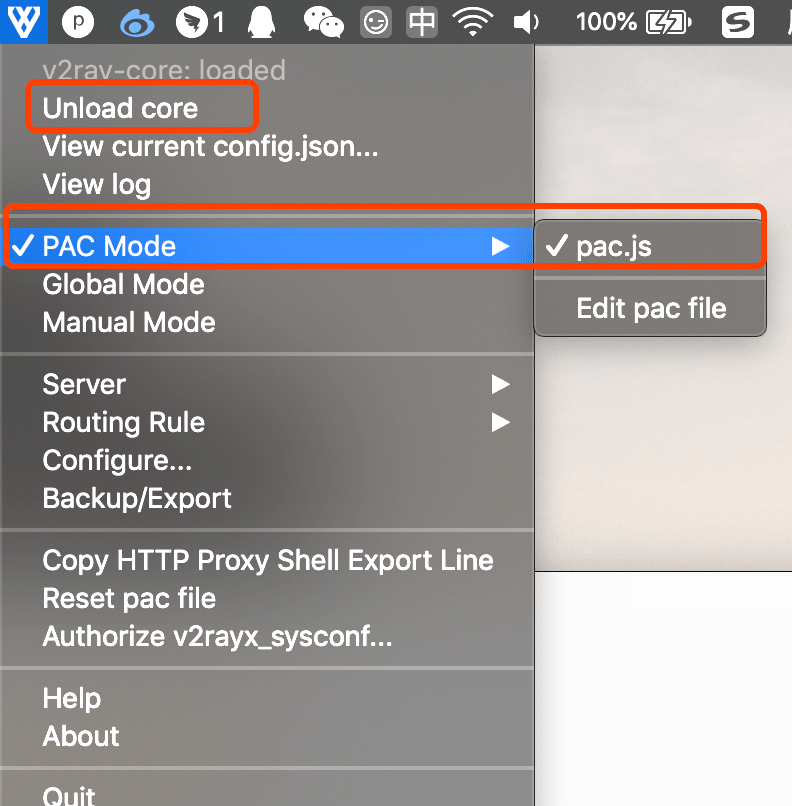 1
中
100%
v2ray-core: loaded
Unload core
View current config.json...
View log
✓ PAC Mode
✓ pac.js
Global Mode
Edit pac file
Manual Mode
Server
Routing Rule
Configure...
Backup/Export
Copy HTTP Proxy Shell Export Line
Reset pac file
Authorize v2rayx_sysconf...
Help
About
Quit